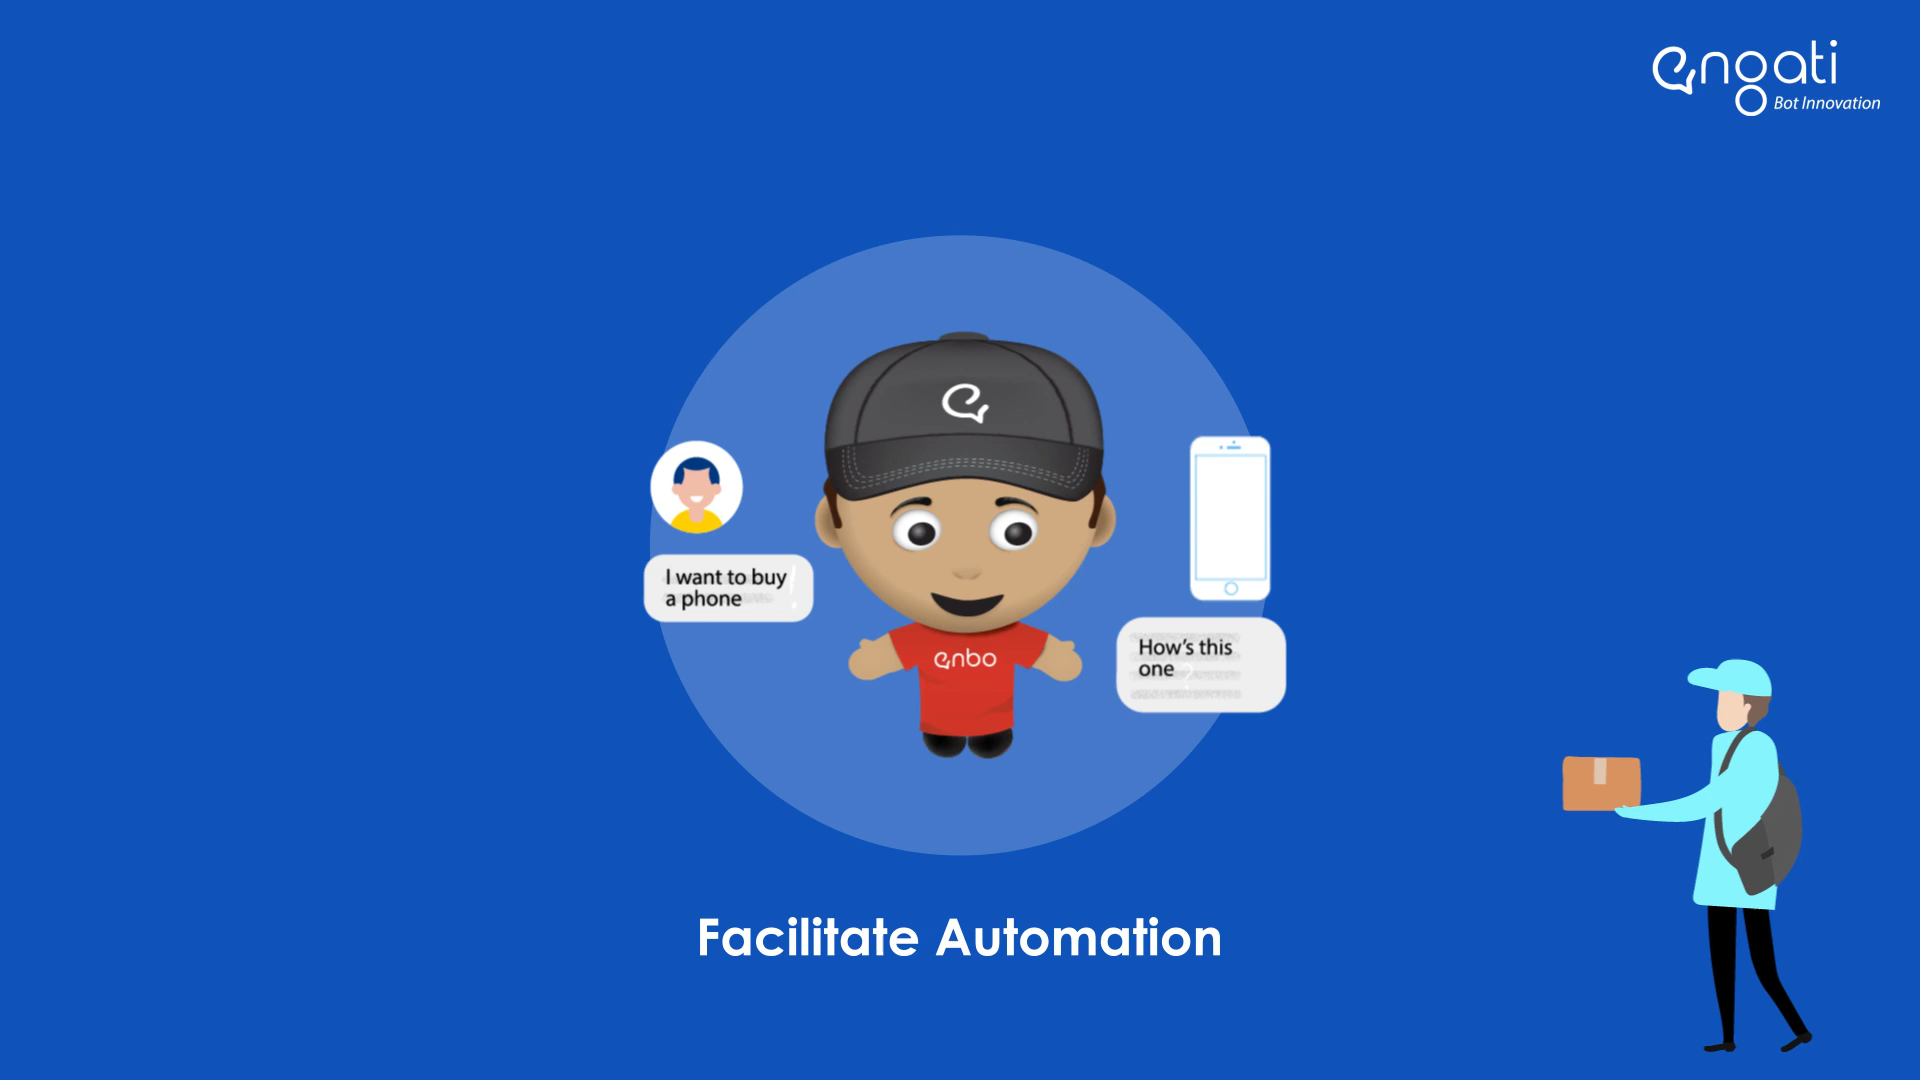 engati
Bot Innovation
I want to buy
a phone
enbo
How's this
one
Facilitate Automation